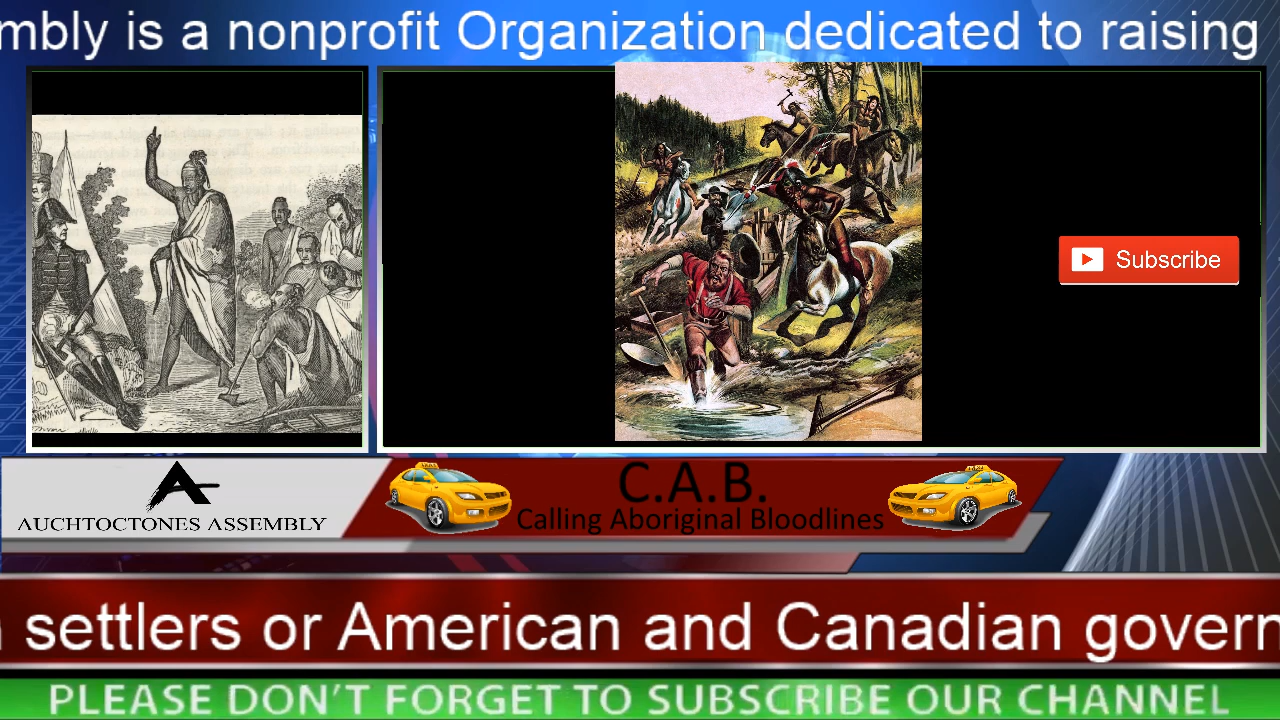 mbly is a nonprofit Organization dedicated to raising
Subscribe
C.A.B.
Calling Aboriginal Bloodlines
AUCHTOCTONES ASSEMBLY
settlers or American and Canadian govern
PLEASE DON'T FORGET TO SUBSCRIBE OUR CHANNEL